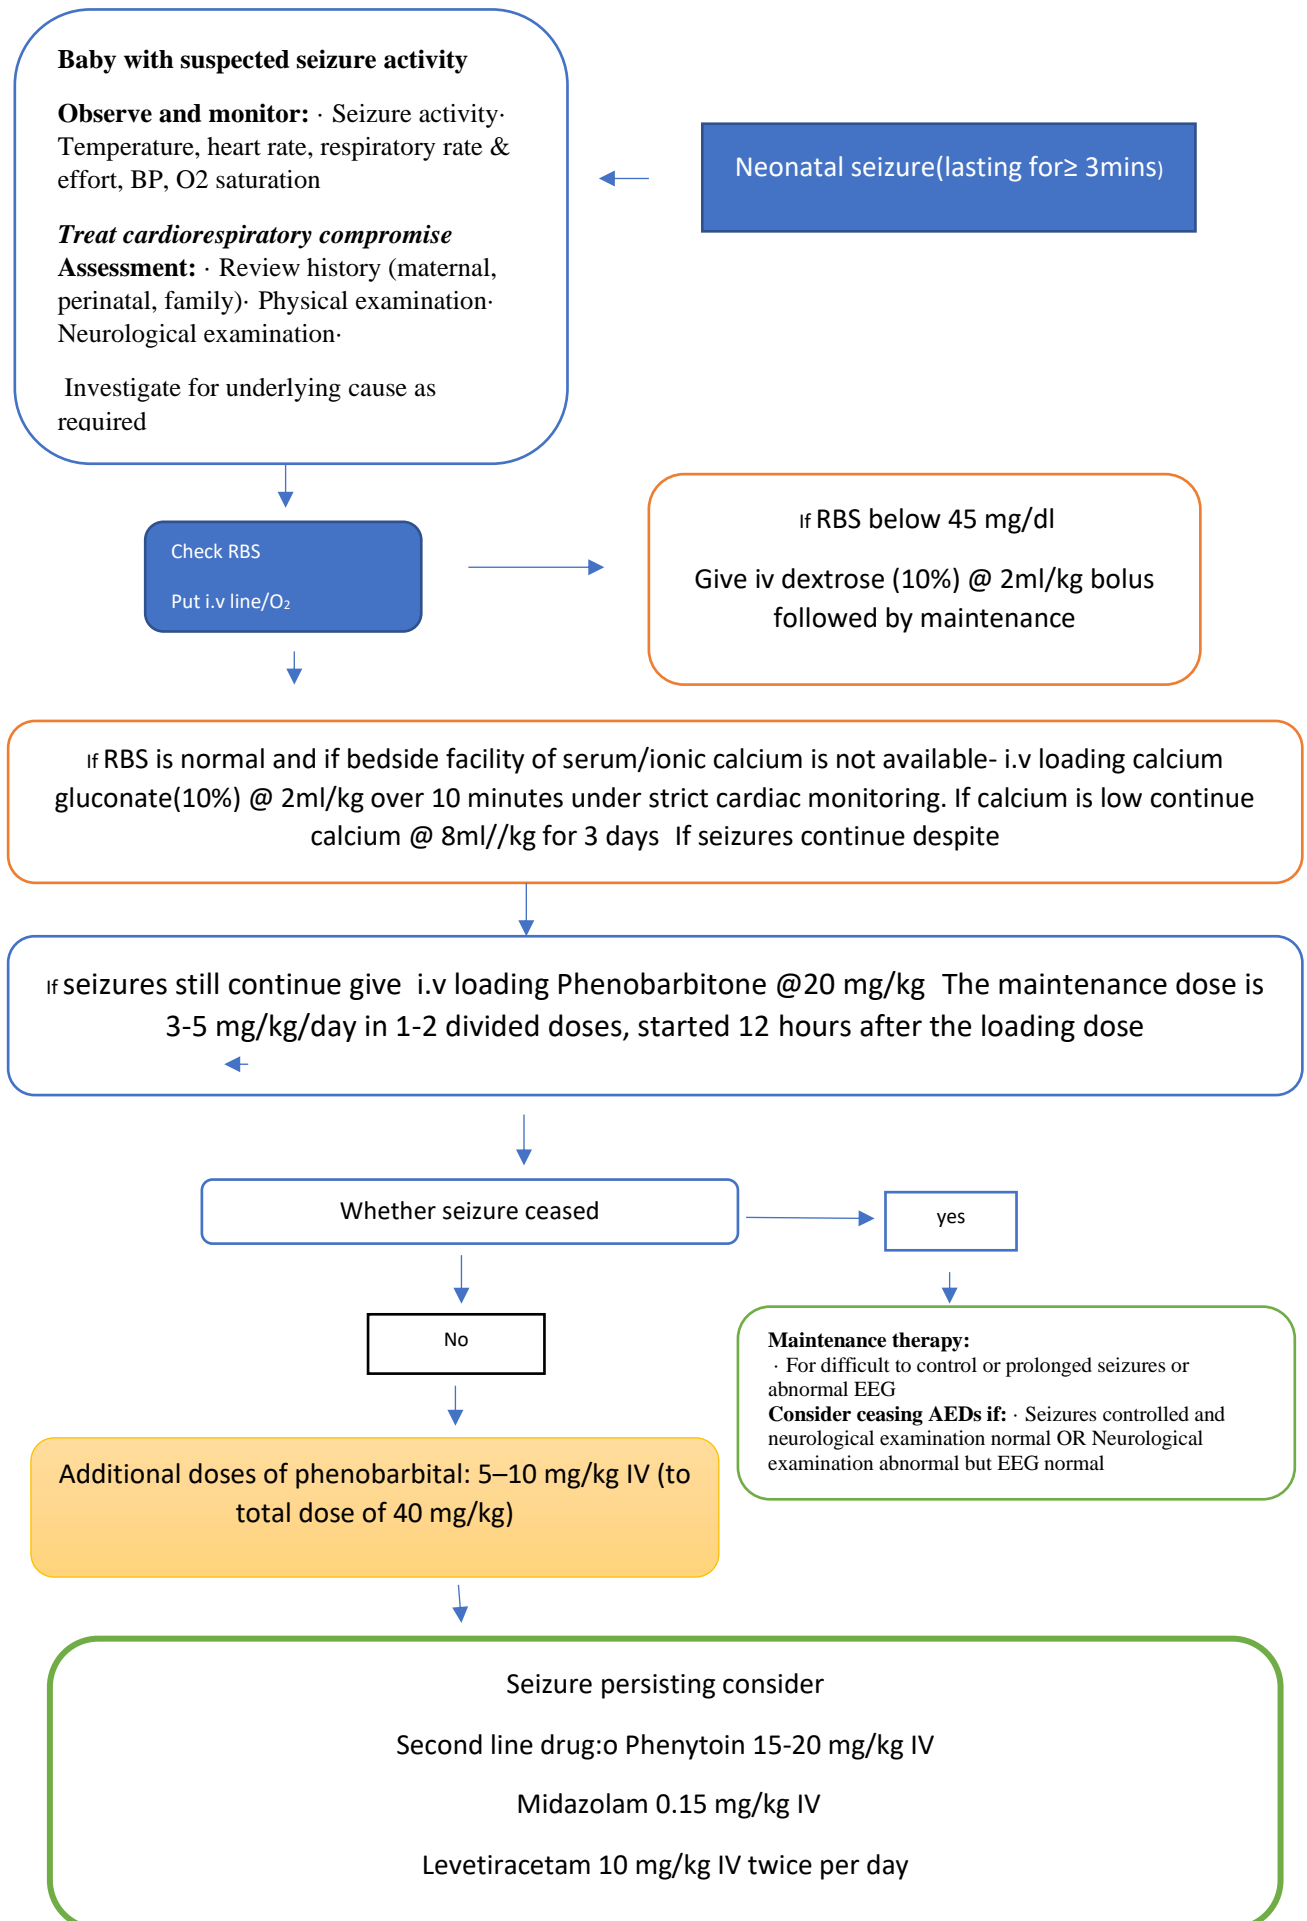 Baby with suspected seizure activity
Observe and monitor: · Seizure activity·
Temperature, heart rate, respiratory rate &
effort, BP, O2 saturation
Treat cardiorespiratory compromise
Assessment: · Review history (maternal,
perinatal, family)· Physical examination·
Neurological examination·
Investigate for underlying cause as
required
Neonatal seizure(lasting for≥ 3mins)
Check RBS
Put i.v line/O₂
If RBS below 45 mg/dl
Give iv dextrose (10%) @ 2ml/kg bolus
followed by maintenance
If RBS is normal and if bedside facility of serum/ionic calcium is not available- i.v loading calcium
gluconate(10%) @ 2ml/kg over 10 minutes under strict cardiac monitoring. If calcium is low continue
calcium @ 8ml//kg for 3 days If seizures continue despite
If seizures still continue give i.v loading Phenobarbitone @20 mg/kg The maintenance dose is
3-5 mg/kg/day in 1-2 divided doses, started 12 hours after the loading dose
Whether seizure ceased
yes
No
Maintenance therapy:
· For difficult to control or prolonged seizures or
abnormal EEG
Consider ceasing AEDs if: · Seizures controlled and
neurological examination normal OR Neurological
examination abnormal but EEG normal
Additional doses of phenobarbital: 5–10 mg/kg IV (to
total dose of 40 mg/kg)
Seizure persisting consider
Second line drug:o Phenytoin 15-20 mg/kg IV
Midazolam 0.15 mg/kg IV
Levetiracetam 10 mg/kg IV twice per day